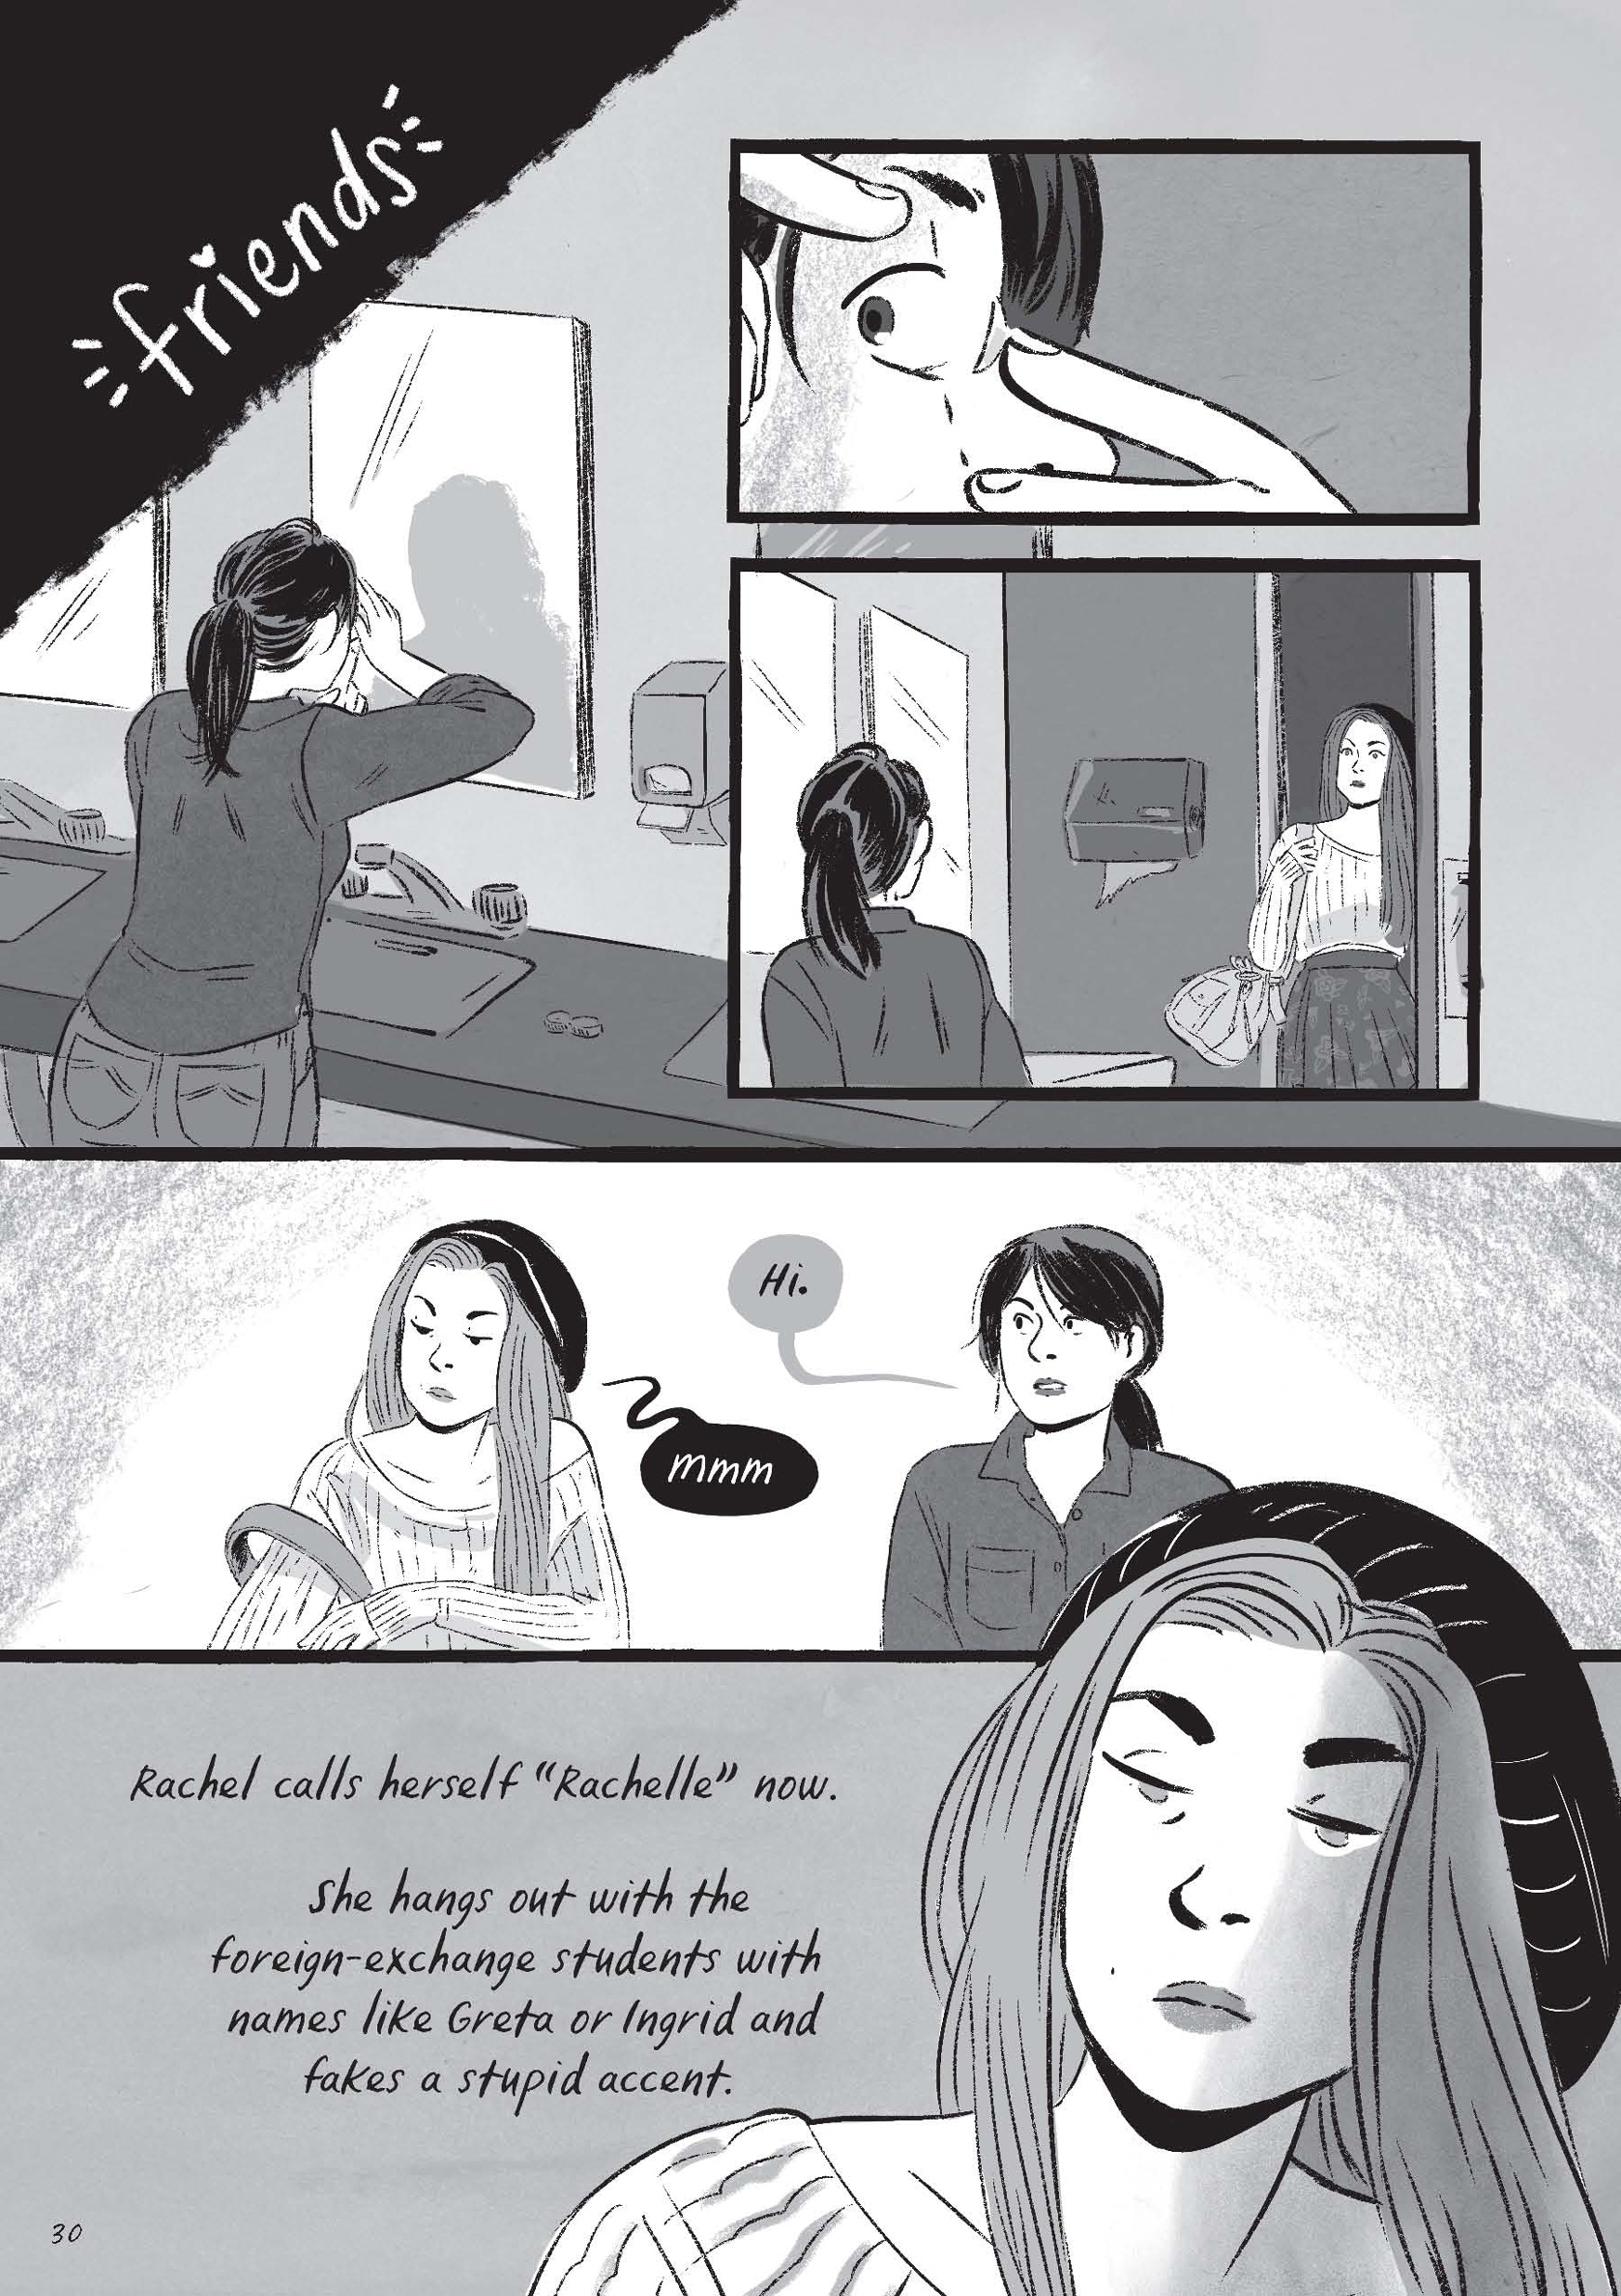 friends
Hi.
mmm
Rachel calls herself “Rachelle” now.
She hangs out with the
foreign-exchange students with
names like Greta or Ingrid and
fakes a stupid accent.
30